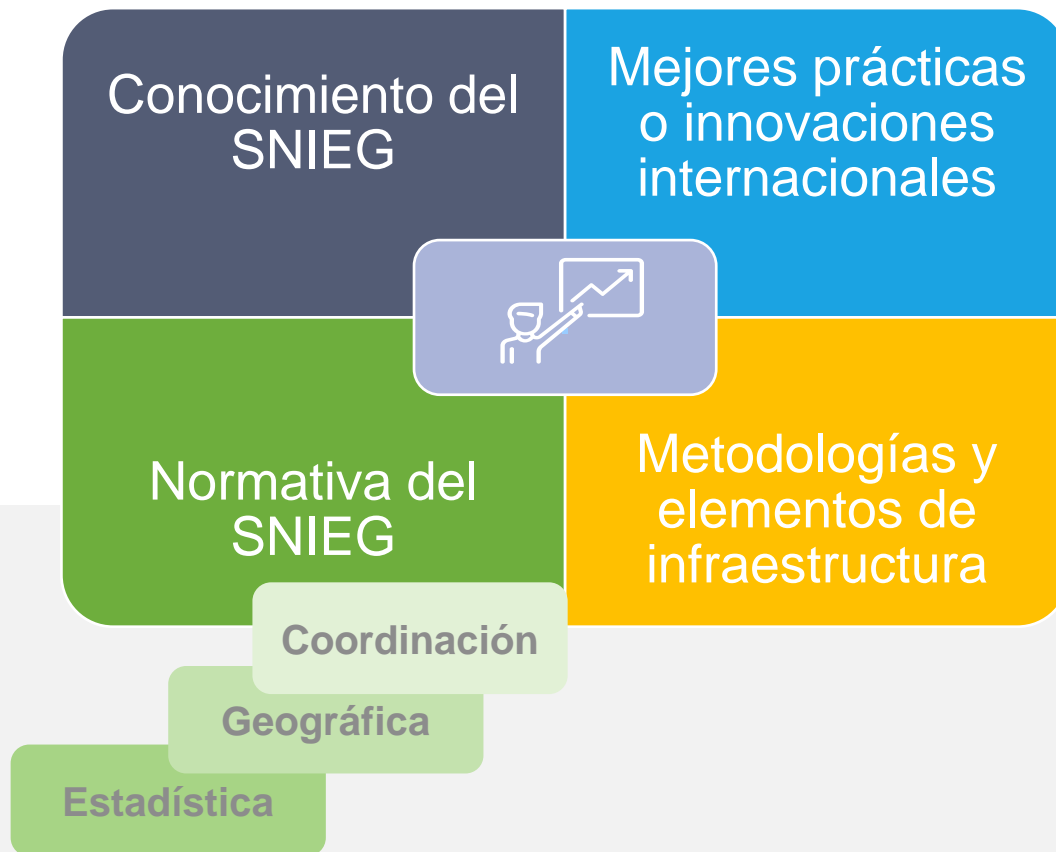 Conocimiento del
SNIEG
Mejores prácticas
o innovaciones
internacionales
Normativa del
SNIEG
Metodologías y
elementos de
infraestructura
Coordinación
Geográfica
Estadística